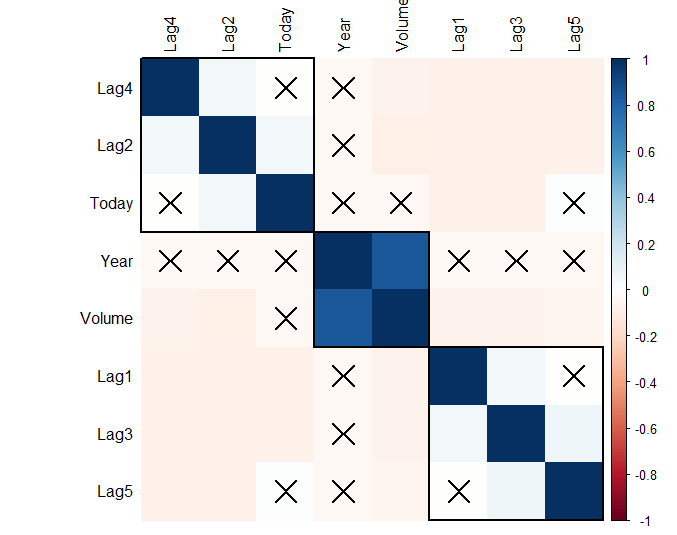 Lag4
Lag2
Today
Year
Volume
Lag1
Lag3
Lag5
Lag4
Lag2
Today
Year
Volume
Lag1
Lag3
Lag5
1
0.8
0.6
0.4
0.2
0
-0.2
-0.4
-0.6
-0.8
-1